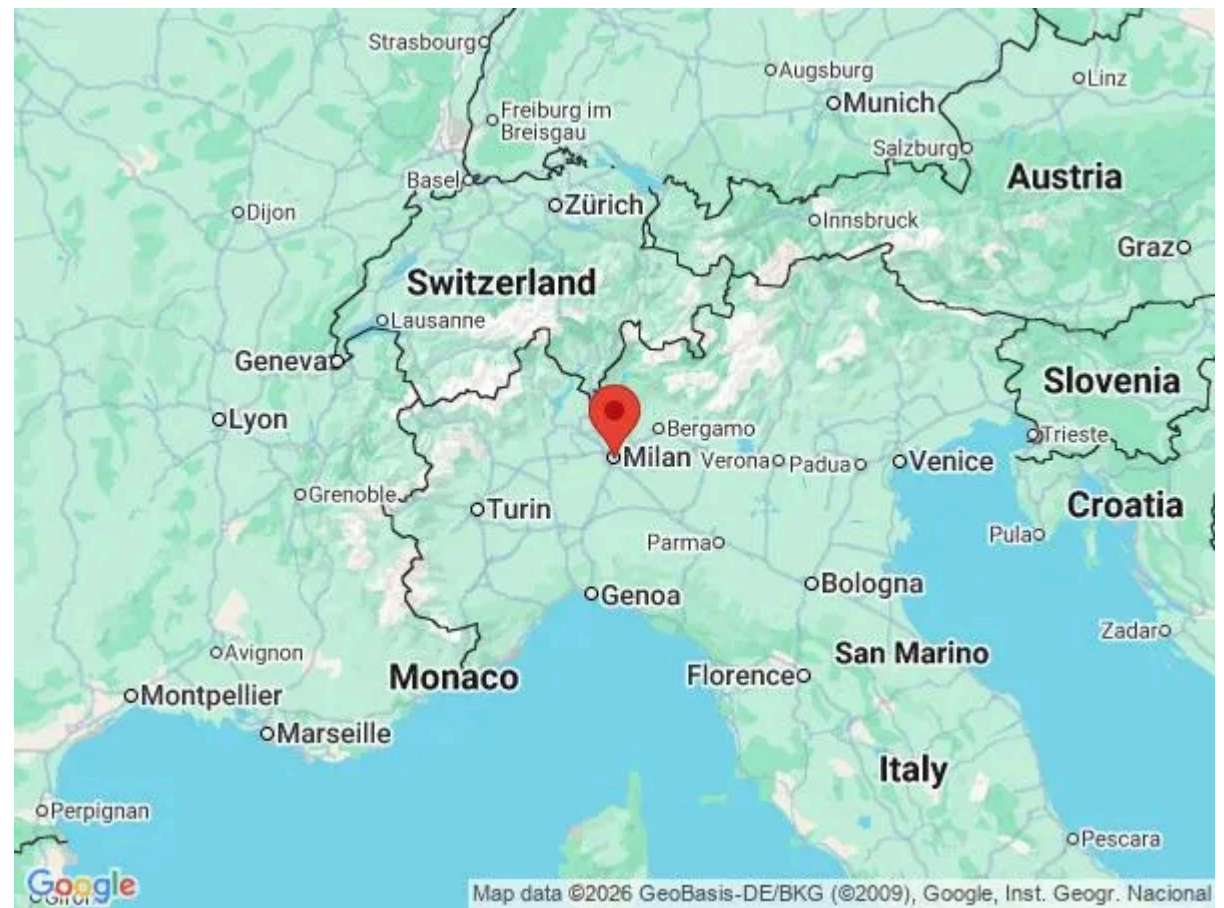 Strasbourg
Augsburg
Linz
Munich
Freiburg im
Breisgau
Salzburg
Austria
Basel
Zürich
Dijon
Innsbruck
Graz
Switzerland
Lausanne
Geneva
Slovenia
Lyon
Bergamo
Trieste
Milan
Verona
Padua
Venice
Grenoble
Turin
Croatia
Pula
Parma
Bologna
Genoa
Zadar
Avignon
San Marino
Monaco
Florence
Montpellier
Marseille
Italy
Perpignan
Pescara
Google
Map data ©2026 GeoBasis-DE/BKG (©2009), Google, Inst. Geogr. Nacional